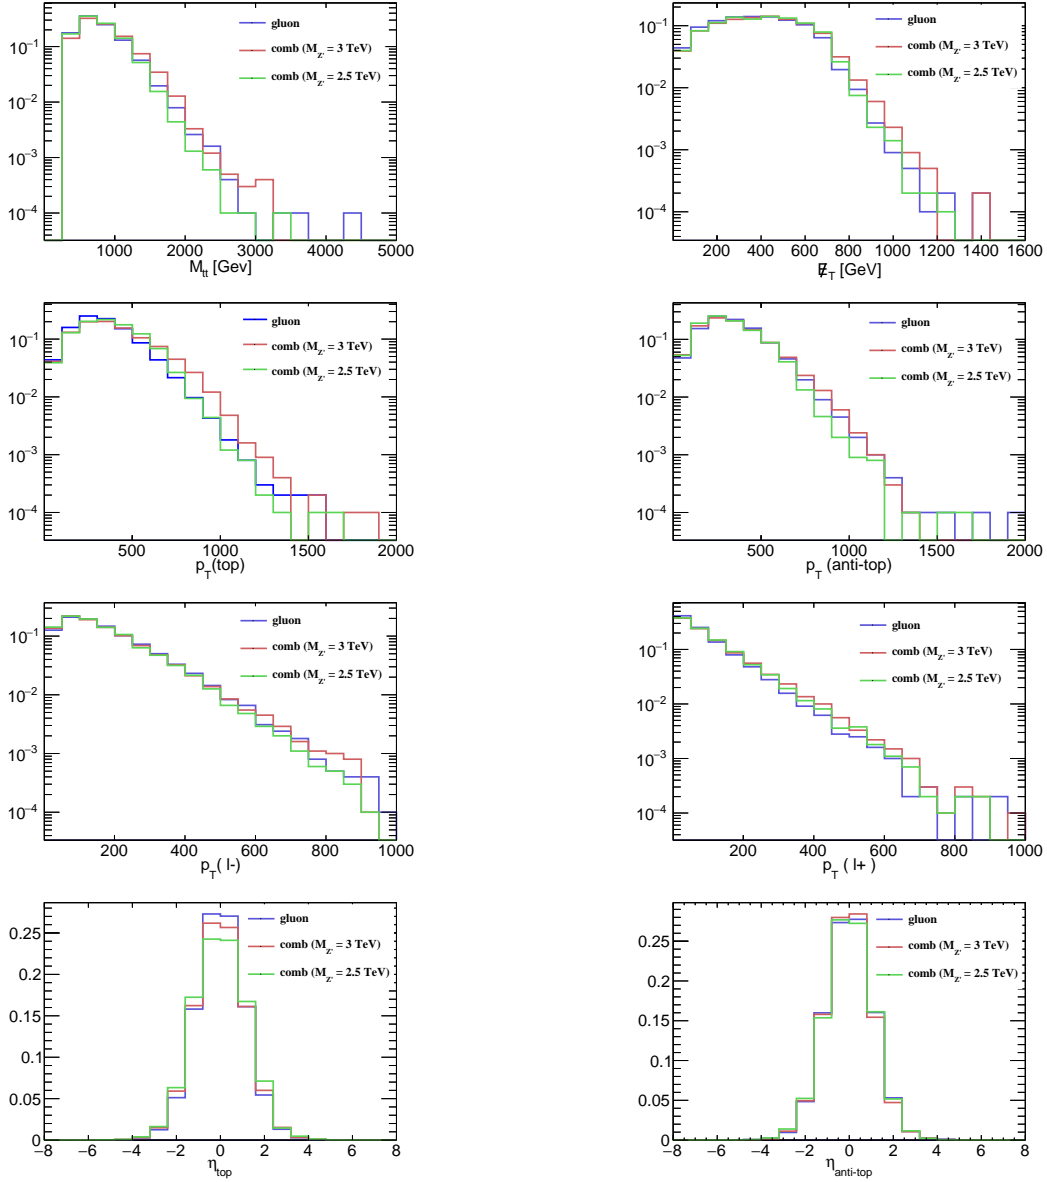 10⁻¹
10⁻²
10⁻³
10⁻⁴
gluon
comb (M_Z' = 3 TeV)
comb (M_Z' = 2.5 TeV)
1000 2000 3000 4000 5000
M_tt [Gev]
10⁻¹
10⁻²
10⁻³
10⁻⁴
gluon
comb (M_Z' = 3 TeV)
comb (M_Z' = 2.5 TeV)
200 400 600 800 1000 1200 1400 1600
E̸_T [GeV]
10⁻¹
10⁻²
10⁻³
10⁻⁴
gluon
comb (M_Z' = 3 TeV)
comb (M_Z' = 2.5 TeV)
500 1000 1500 2000
p_T(top)
10⁻¹
10⁻²
10⁻³
10⁻⁴
gluon
comb (M_Z' = 3 TeV)
comb (M_Z' = 2.5 TeV)
500 1000 1500 2000
p_T (anti-top)
10⁻¹
10⁻²
10⁻³
10⁻⁴
gluon
comb (M_Z' = 3 TeV)
comb (M_Z' = 2.5 TeV)
200 400 600 800 1000
p_T( l-)
10⁻¹
10⁻²
10⁻³
10⁻⁴
gluon
comb (M_Z' = 3 TeV)
comb (M_Z' = 2.5 TeV)
200 400 600 800 1000
p_T ( l+)
0.25
0.2
0.15
0.1
0.05
0
gluon
comb (M_Z' = 3 TeV)
comb (M_Z' = 2.5 TeV)
−8 −6 −4 −2 0 2 4 6 8
η_top
0.25
0.2
0.15
0.1
0.05
0
gluon
comb (M_Z' = 3 TeV)
comb (M_Z' = 2.5 TeV)
−8 −6 −4 −2 0 2 4 6 8
η_anti-top